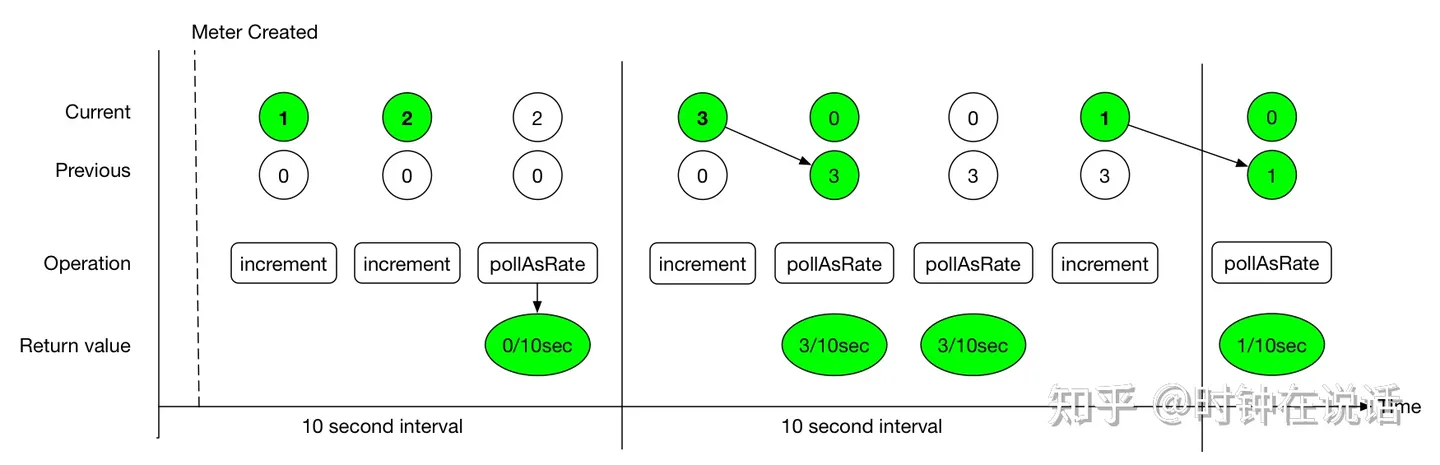 Meter Created
Current 1 2 2 3 0 0 1 0
Previous 0 0 0 0 3 3 3 1
Operation increment increment pollAsRate increment pollAsRate pollAsRate increment pollAsRate
Return value 0/10sec 3/10sec 3/10sec 1/10sec
知乎 @时钟在说话
Time
10 second interval 10 second interval